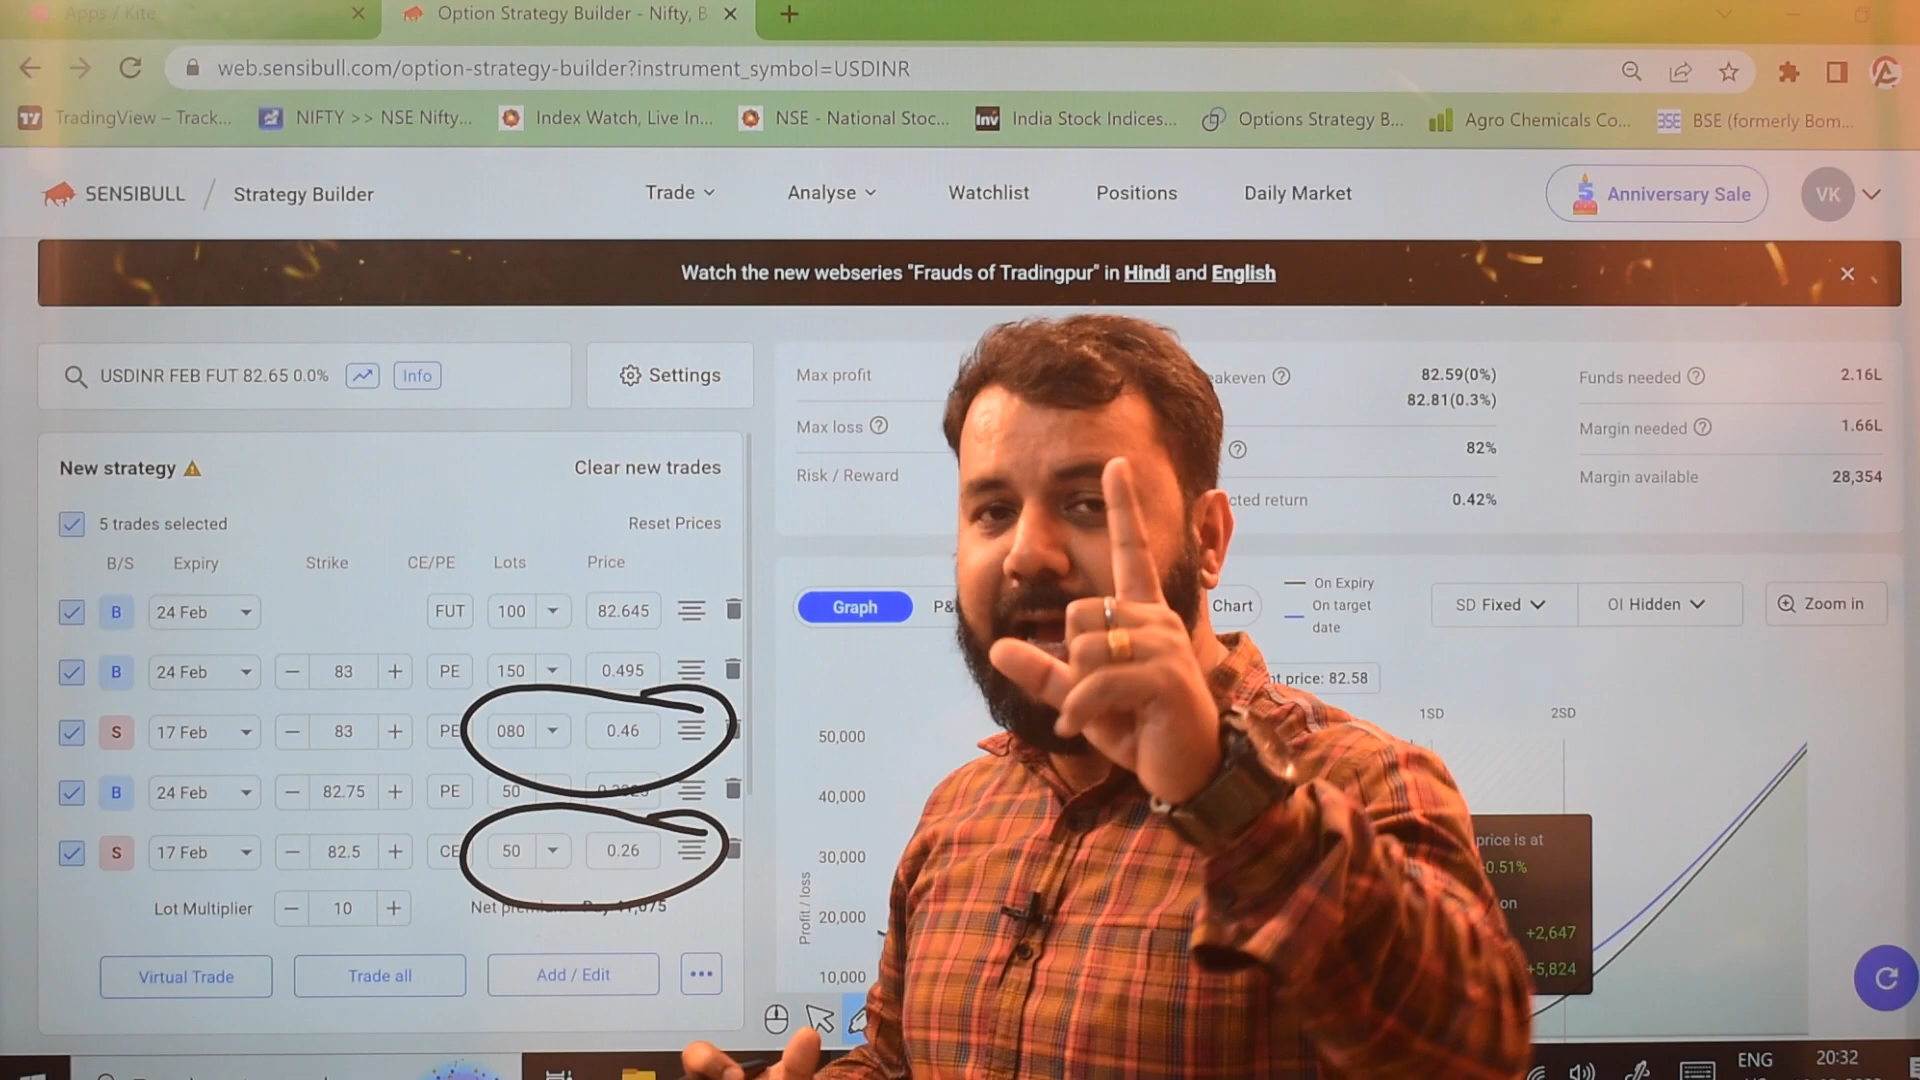 Apps / Kite
Option Strategy Builder - Nifty, B
web.sensibull.com/option-strategy-builder?instrument_symbol=USDINR
TradingView – Track... NIFTY >> NSE Nifty... Index Watch, Live In... NSE - National Stoc... Inv India Stock Indices... Options Strategy B... Agro Chemicals Co... BSE BSE (formerly Bom...
SENSIBULL / Strategy Builder Trade Analyse Watchlist Positions Daily Market 5 Anniversary Sale VK
Watch the new webseries "Frauds of Tradingpur" in Hindi and English
USDINR FEB FUT 82.65 0.0% Info Settings
Max profit
Max loss
Risk / Reward
akeven 82.59(0%)
82.81(0.3%)
82%
cted return 0.42%
Funds needed 2.16L
Margin needed 1.66L
Margin available 28,354
New strategy Clear new trades
5 trades selected Reset Prices
B/S Expiry Strike CE/PE Lots Price
B 24 Feb FUT 100 82.645
B 24 Feb − 83 + PE 150 0.495
S 17 Feb − 83 + PE 080 0.46
B 24 Feb − 82.75 + PE 50
S 17 Feb − 82.5 + CE 50 0.26
Lot Multiplier − 10 +
Virtual Trade Trade all Add / Edit
Graph P& Chart
On Expiry
On target
date
SD Fixed OI Hidden Zoom in
nt price: 82.58
1SD 2SD
50,000
40,000
30,000
20,000
10,000
Profit / loss
price is at
0.51%
on
+2,647
+5,824
ENG 20:32